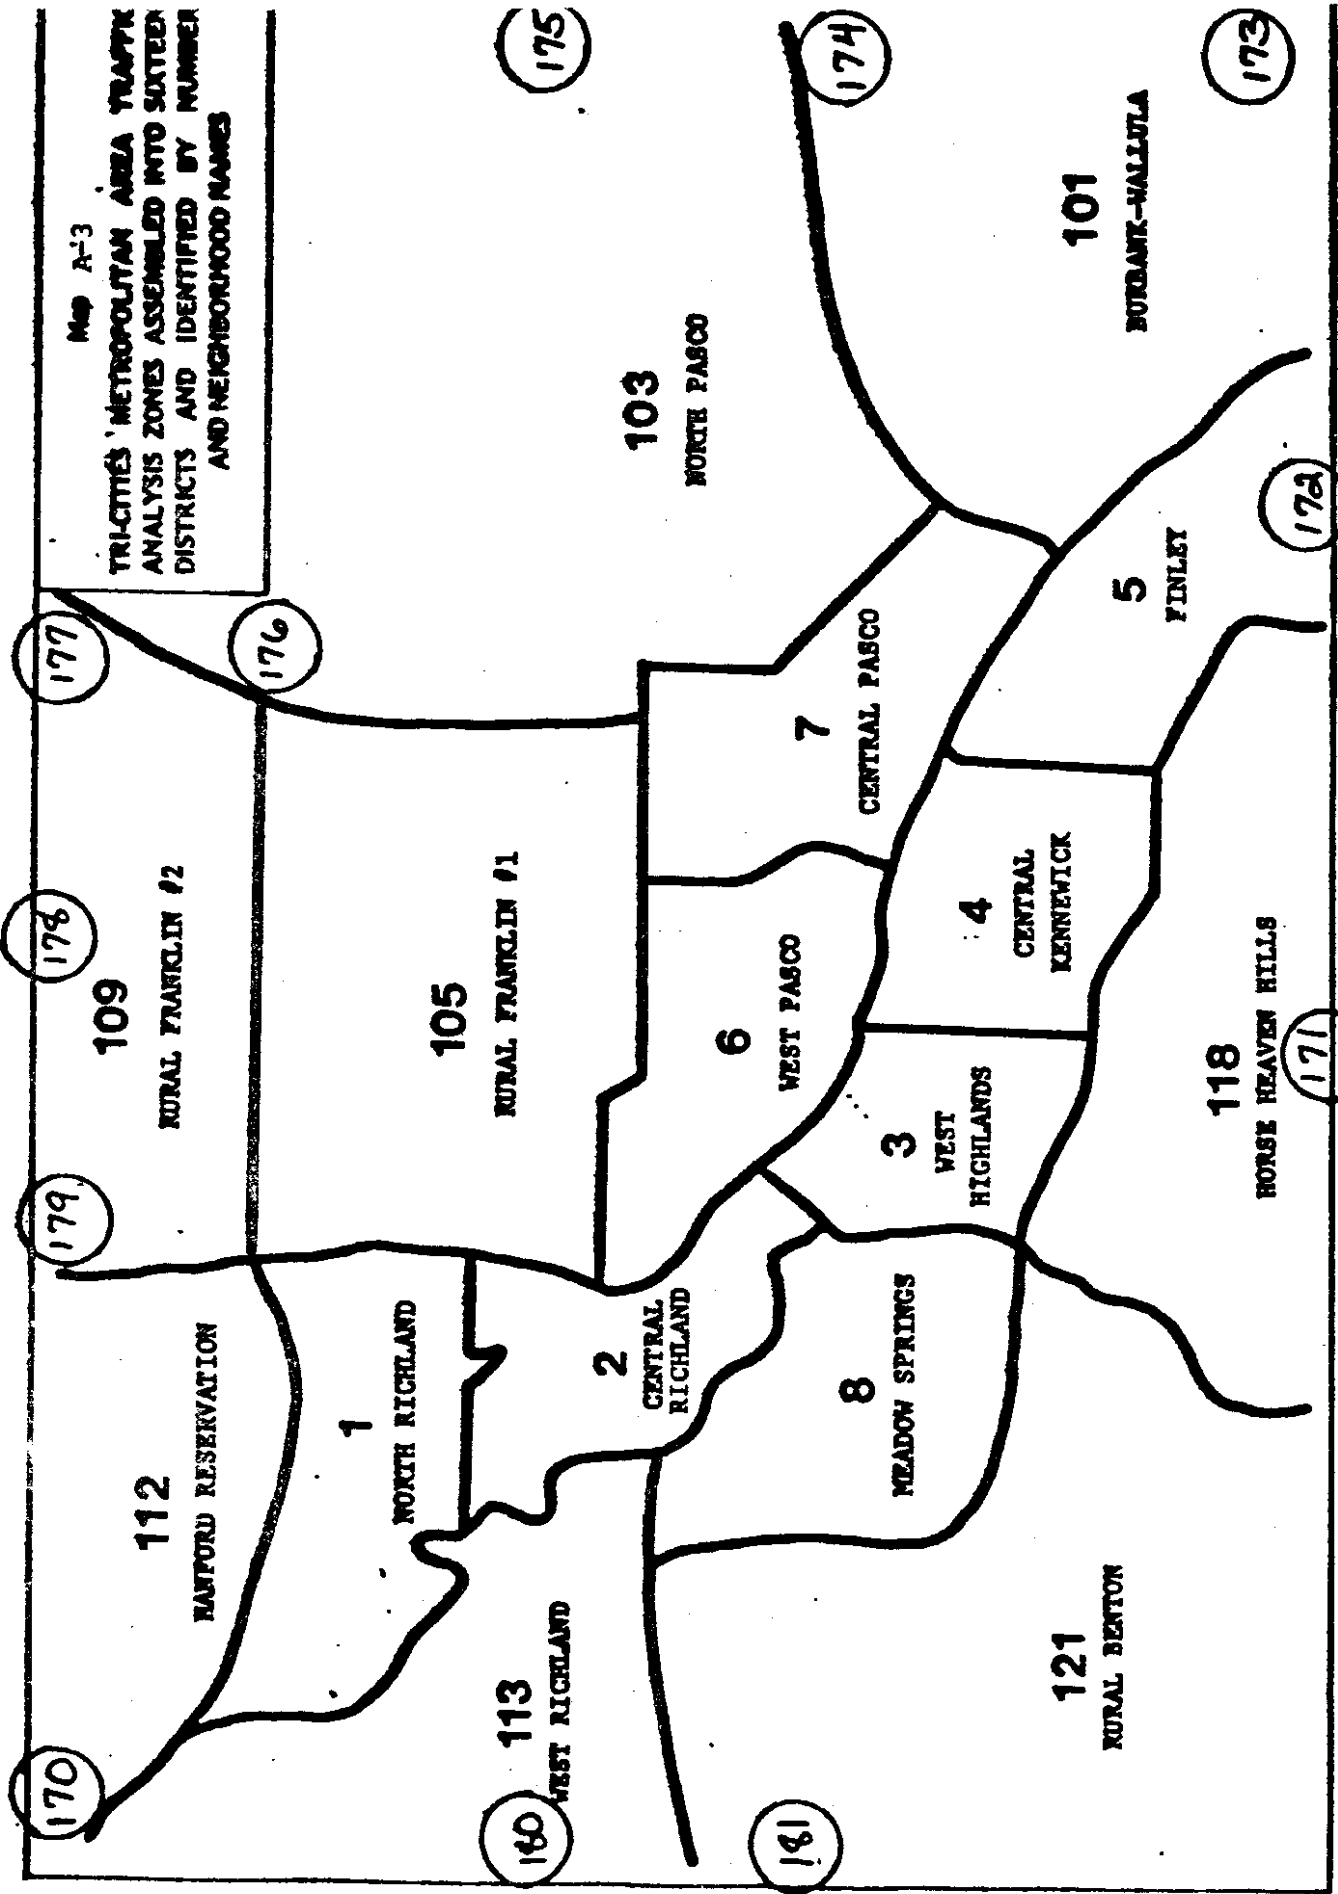 Map A-3
TRI-CITIES METROPOLITAN AREA TRAFFIC
ANALYSIS ZONES ASSEMBLED INTO SIXTEEN
DISTRICTS AND IDENTIFIED BY NUMBER
AND NEIGHBORHOOD NAMES
170
179
178
177
176
175
174
173
172
171
181
180
112
HANFORD RESERVATION
109
RURAL FRANKLIN #2
1
NORTH RICHLAND
105
RURAL FRANKLIN #1
113
WEST RICHLAND
2
CENTRAL
RICHLAND
103
NORTH PASCO
6
WEST PASCO
7
CENTRAL PASCO
8
MEADOW SPRINGS
3
WEST
HIGHLANDS
4
CENTRAL
KENNEWICK
5
FINLEY
101
BURBANK-WALLULA
121
RURAL BENTON
118
HORSE HEAVEN HILLS